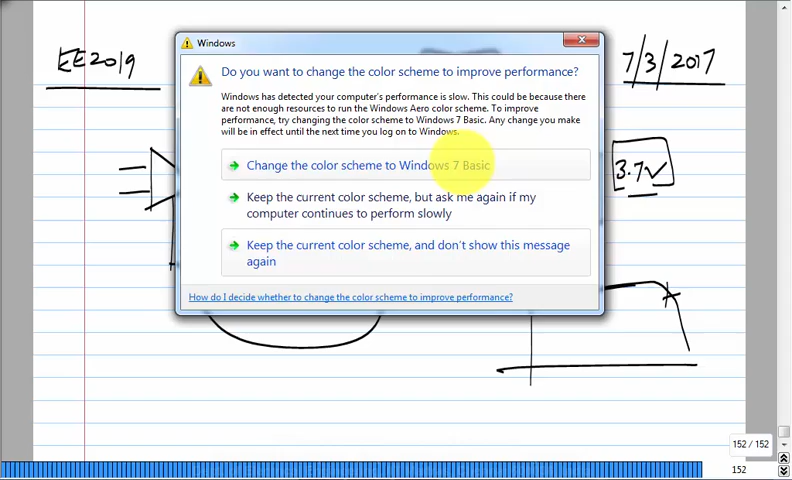 Windows
EE2019
7/3/2017
Do you want to change the color scheme to improve performance?
Windows has detected your computer's performance is slow. This could be because there
are not enough resources to run the Windows Aero color scheme. To improve
performance, try changing the color scheme to Windows 7 Basic. Any change you make
will be in effect until the next time you log on to Windows.
Change the color scheme to Windows 7 Basic
3.7✓
Keep the current color scheme, but ask me again if my
computer continues to perform slowly
Keep the current color scheme, and don't show this message
again
How do I decide whether to change the color scheme to improve performance?
152 / 152
152